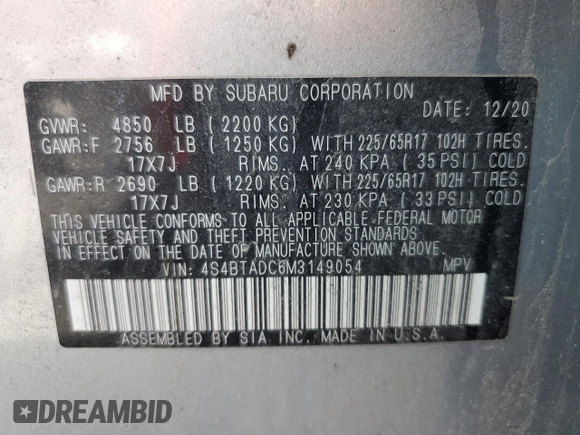 MFD BY SUBARU CORPORATION
DATE: 12/20
GVWR: 4850 LB ( 2200 KG)
GAWR:F 2756 LB ( 1250 KG) WITH 225/65R17 102H TIRES.
17X7J RIMS. AT 240 KPA ( 35 PSI) COLD
GAWR:R 2690 LB ( 1220 KG) WITH 225/65R17 102H TIRES.
17X7J RIMS. AT 230 KPA ( 33 PSI) COLD
THIS VEHICLE CONFORMS TO ALL APPLICABLE FEDERAL MOTOR
VEHICLE SAFETY AND THEFT PREVENTION STANDARDS
IN EFFECT ON THE DATE OF MANUFACTURE SHOWN ABOVE.
VIN: 4S4BTADC6M3149054 MPV
ASSEMBLED BY SIA INC. MADE IN U.S.A.
DREAMBID